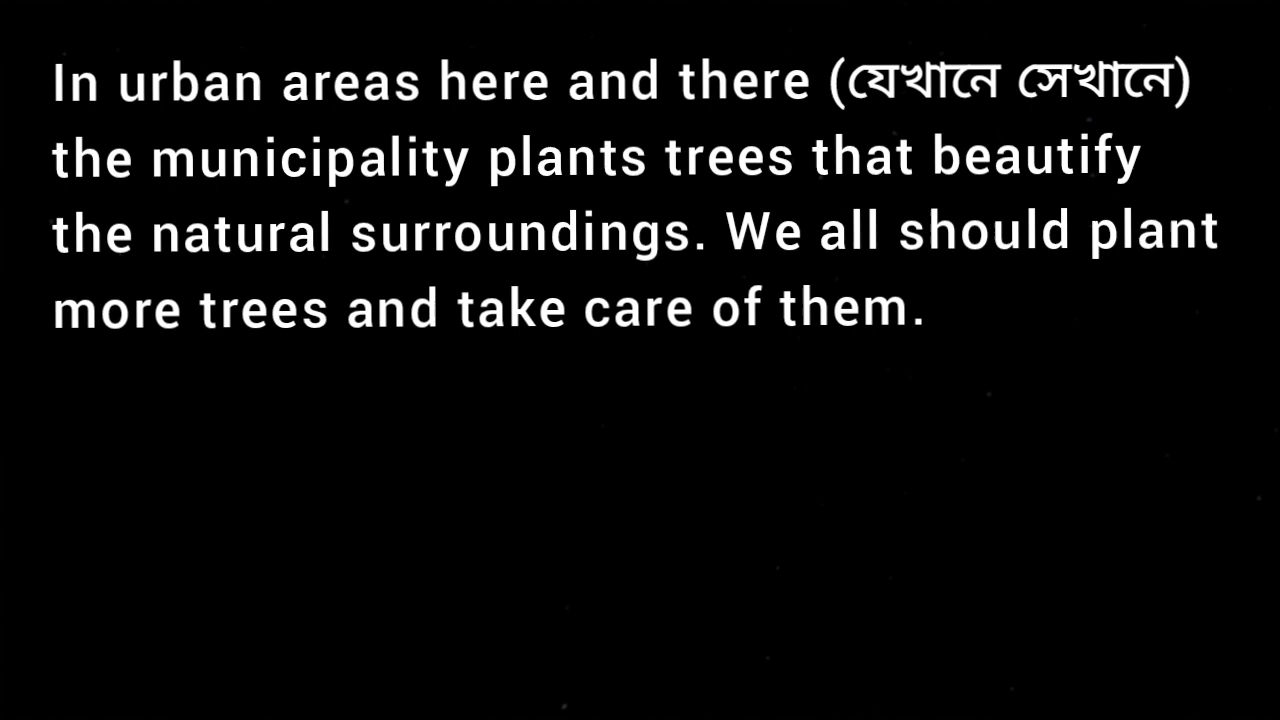 In urban areas here and there (যেখানে সেখানে)
the municipality plants trees that beautify
the natural surroundings. We all should plant
more trees and take care of them.